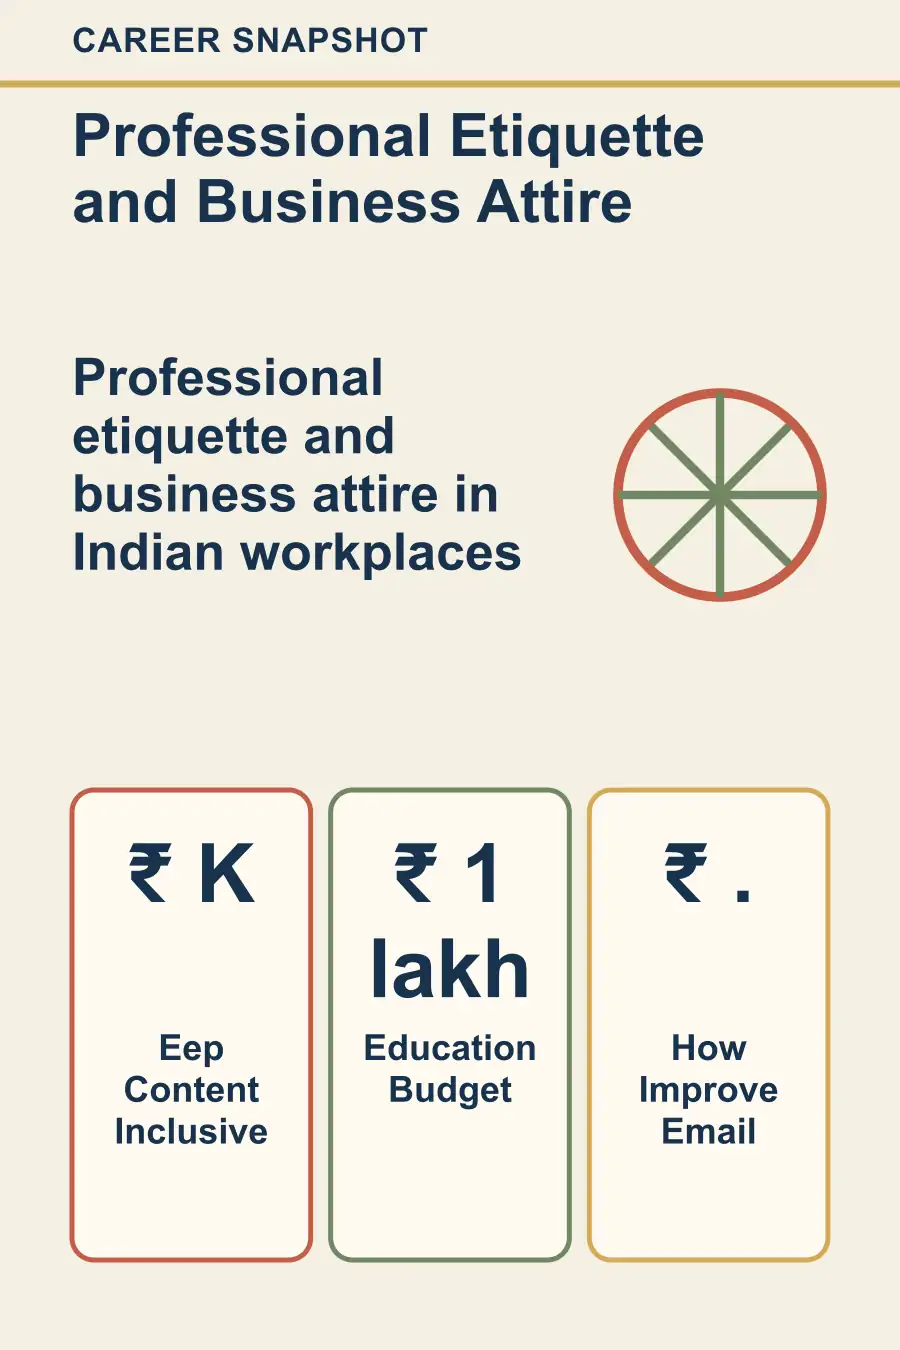 CAREER SNAPSHOT
Professional Etiquette
and Business Attire
Professional
etiquette and
business attire in
Indian workplaces
₹ K
Eep
Content
Inclusive
₹ 1
lakh
Education
Budget
₹ .
How
Improve
Email